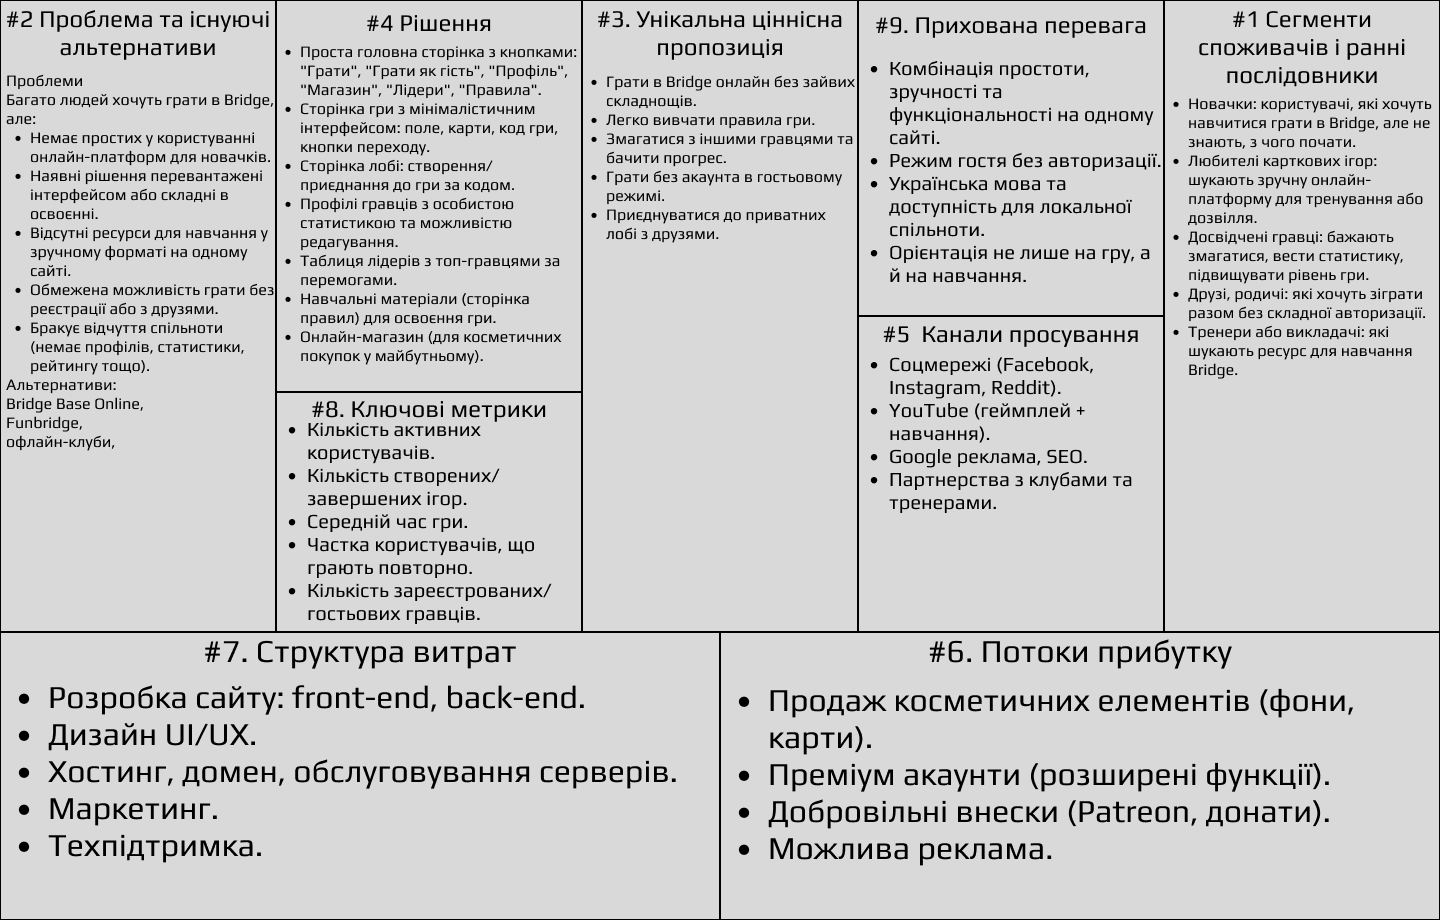 #2 Проблема та існуючі
альтернативи
Проблеми
Багато людей хочуть грати в Bridge,
але:
• Немає простих у користуванні
онлайн-платформ для новачків.
• Наявні рішення перевантажені
інтерфейсом або складні в
освоєнні.
• Відсутні ресурси для навчання у
зручному форматі на одному
сайті.
• Обмежена можливість грати без
реєстрації або з друзями.
• Бракує відчуття спільноти
(немає профілів, статистики,
рейтингу тощо).
Альтернативи:
Bridge Base Online,
Funbridge,
офлайн-клуби,
#4 Рішення
• Проста головна сторінка з кнопками:
"Грати", "Грати як гість", "Профіль",
"Магазин", "Лідери", "Правила".
• Сторінка гри з мінімалістичним
інтерфейсом: поле, карти, код гри,
кнопки переходу.
• Сторінка лобі: створення/
приєднання до гри за кодом.
• Профілі гравців з особистою
статистикою та можливістю
редагування.
• Таблиця лідерів з топ-гравцями за
перемогами.
• Навчальні матеріали (сторінка
правил) для освоєння гри.
• Онлайн-магазин (для косметичних
покупок у майбутньому).
#8. Ключові метрики
• Кількість активних
користувачів.
• Кількість створених/
завершених ігор.
• Середній час гри.
• Частка користувачів, що
грають повторно.
• Кількість зареєстрованих/
гостьових гравців.
#3. Унікальна ціннісна
пропозиція
• Грати в Bridge онлайн без зайвих
складнощів.
• Легко вивчати правила гри.
• Змагатися з іншими гравцями та
бачити прогрес.
• Грати без акаунта в гостьовому
режимі.
• Приєднуватися до приватних
лобі з друзями.
#9. Прихована перевага
• Комбінація простоти,
зручності та
функціональності на одному
сайті.
• Режим гостя без авторизації.
• Українська мова та
доступність для локальної
спільноти.
• Орієнтація не лише на гру, а
й на навчання.
#5 Канали просування
• Соцмережі (Facebook,
Instagram, Reddit).
• YouTube (геймплей +
навчання).
• Google реклама, SEO.
• Партнерства з клубами та
тренерами.
#1 Сегменти
споживачів і ранні
послідовники
• Новачки: користувачі, які хочуть
навчитися грати в Bridge, але не
знають, з чого почати.
• Любителі карткових ігор:
шукають зручну онлайн-
платформу для тренування або
дозвілля.
• Досвідчені гравці: бажають
змагатися, вести статистику,
підвищувати рівень гри.
• Друзі, родичі: які хочуть зіграти
разом без складної авторизації.
• Тренери або викладачі: які
шукають ресурс для навчання
Bridge.
#7. Структура витрат
• Розробка сайту: front-end, back-end.
• Дизайн UI/UX.
• Хостинг, домен, обслуговування серверів.
• Маркетинг.
• Техпідтримка.
#6. Потоки прибутку
• Продаж косметичних елементів (фони,
карти).
• Преміум акаунти (розширені функції).
• Добровільні внески (Patreon, донати).
• Можлива реклама.